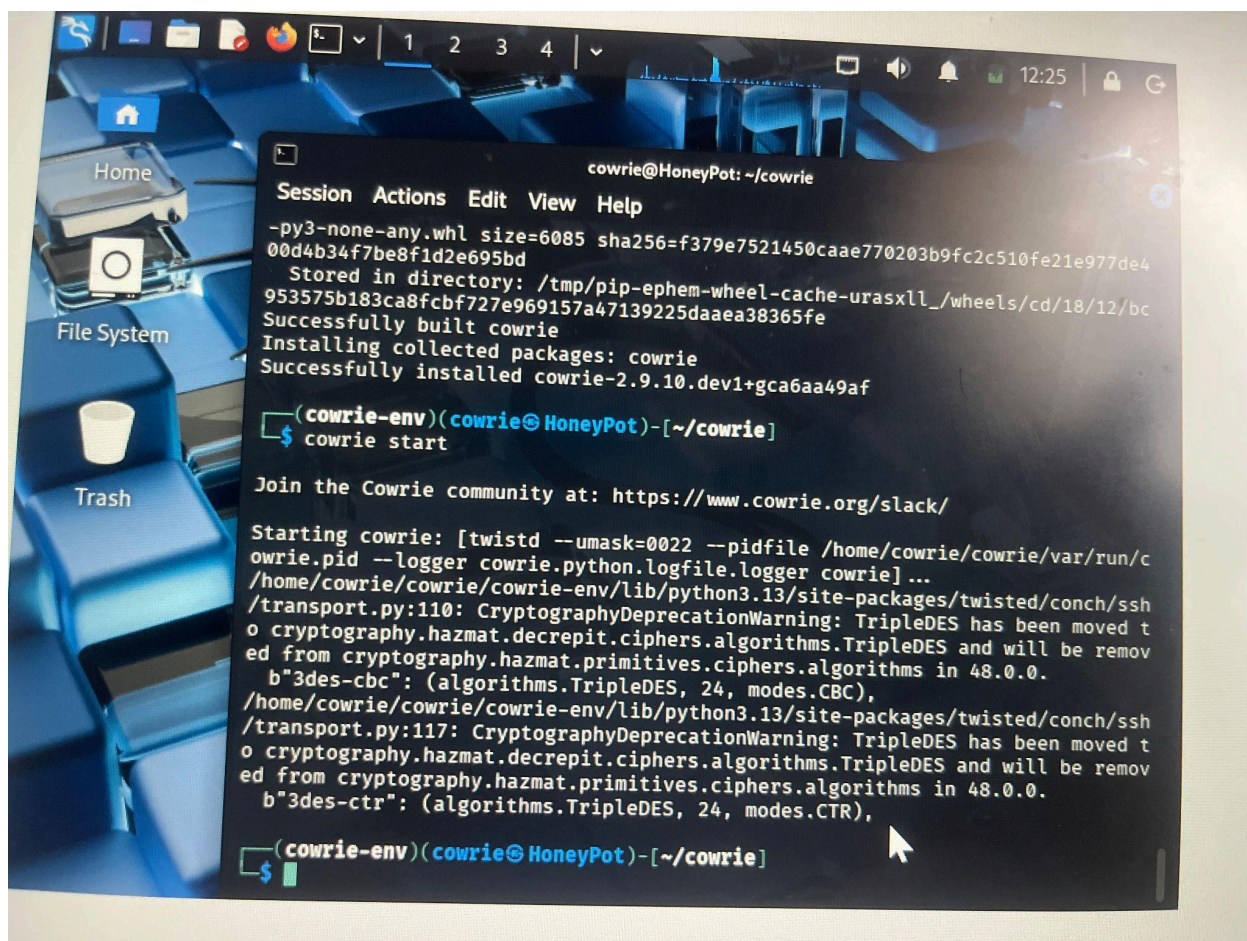 1 2 3 4 12:25
Home
File System
Trash
cowrie@HoneyPot: ~/cowrie
Session Actions Edit View Help
-py3-none-any.whl size=6085 sha256=f379e7521450caae770203b9fc2c510fe21e977de4
00d4b34f7be8f1d2e695bd
Stored in directory: /tmp/pip-ephem-wheel-cache-urasxll_/wheels/cd/18/12/bc
953575b183ca8fcbf727e969157a47139225daaea38365fe
Successfully built cowrie
Installing collected packages: cowrie
Successfully installed cowrie-2.9.10.dev1+gca6aa49af
(cowrie-env)(cowrie㉿HoneyPot)-[~/cowrie]
$ cowrie start
Join the Cowrie community at: https://www.cowrie.org/slack/
Starting cowrie: [twistd --umask=0022 --pidfile /home/cowrie/cowrie/var/run/c
owrie.pid --logger cowrie.python.logfile.logger cowrie]...
/home/cowrie/cowrie/cowrie-env/lib/python3.13/site-packages/twisted/conch/ssh
/transport.py:110: CryptographyDeprecationWarning: TripleDES has been moved t
o cryptography.hazmat.decrepit.ciphers.algorithms.TripleDES and will be remov
ed from cryptography.hazmat.primitives.ciphers.algorithms in 48.0.0.
b"3des-cbc": (algorithms.TripleDES, 24, modes.CBC),
/home/cowrie/cowrie/cowrie-env/lib/python3.13/site-packages/twisted/conch/ssh
/transport.py:117: CryptographyDeprecationWarning: TripleDES has been moved t
o cryptography.hazmat.decrepit.ciphers.algorithms.TripleDES and will be remov
ed from cryptography.hazmat.primitives.ciphers.algorithms in 48.0.0.
b"3des-ctr": (algorithms.TripleDES, 24, modes.CTR),
(cowrie-env)(cowrie㉿HoneyPot)-[~/cowrie]
$